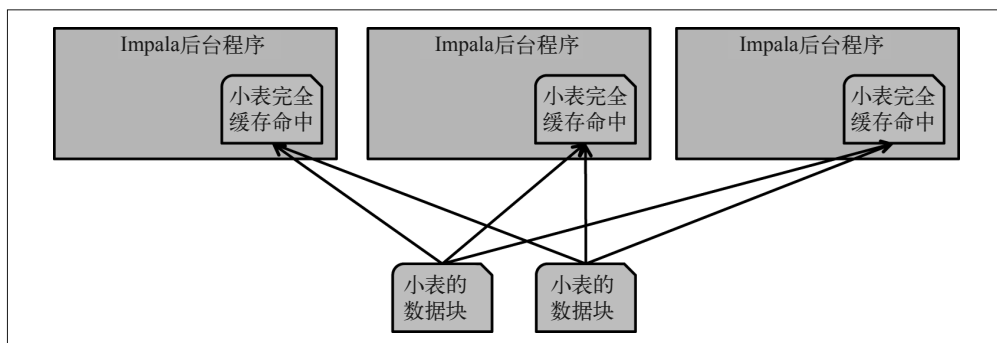 Impala后台程序
小表完全
缓存命中
Impala后台程序
小表完全
缓存命中
Impala后台程序
小表完全
缓存命中
小表的
数据块
小表的
数据块